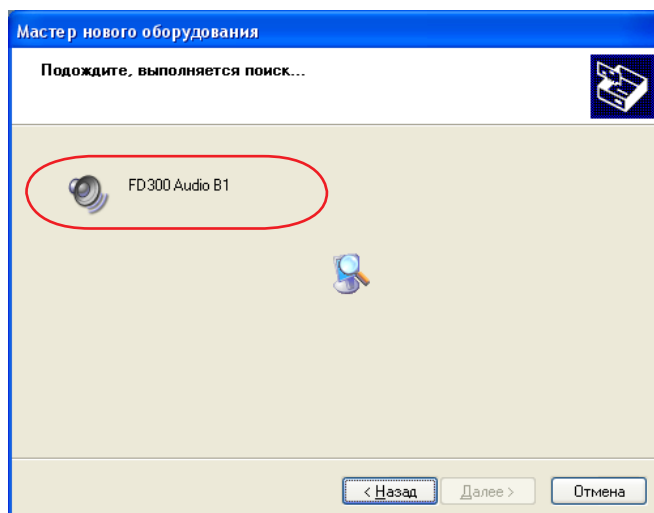 Мастер нового оборудования
Подождите, выполняется поиск...
FD300 Audio B1
< Назад
Далее >
Отмена